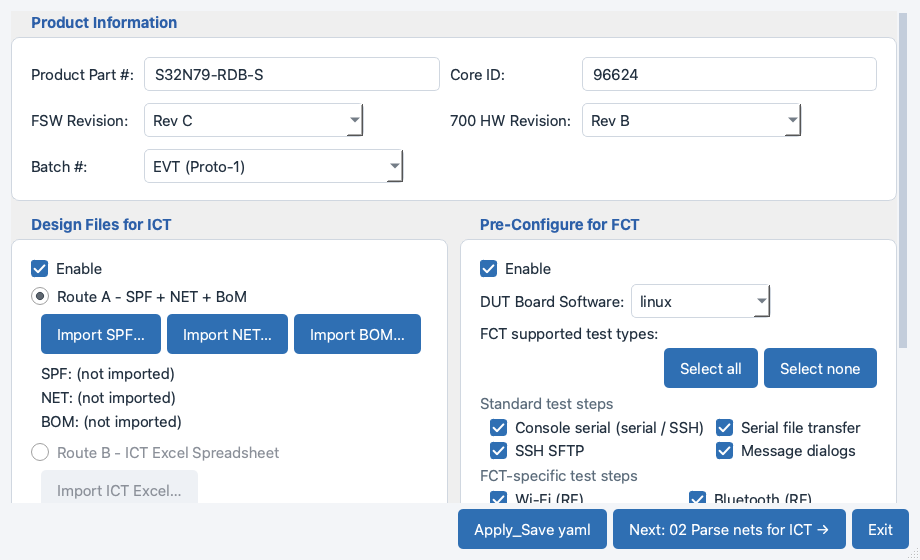 Product Information
Product Part #: S32N79-RDB-S Core ID: 96624
FSW Revision: Rev C 700 HW Revision: Rev B
Batch #: EVT (Proto-1)
Design Files for ICT
Enable
Route A - SPF + NET + BoM
Import SPF... Import NET... Import BOM...
SPF: (not imported)
NET: (not imported)
BOM: (not imported)
Route B - ICT Excel Spreadsheet
Import ICT Excel...
Pre-Configure for FCT
Enable
DUT Board Software: linux
FCT supported test types:
Select all Select none
Standard test steps
Console serial (serial / SSH) Serial file transfer
SSH SFTP Message dialogs
FCT-specific test steps
Wi-Fi (RF) Bluetooth (RF)
Apply_Save yaml Next: 02 Parse nets for ICT → Exit